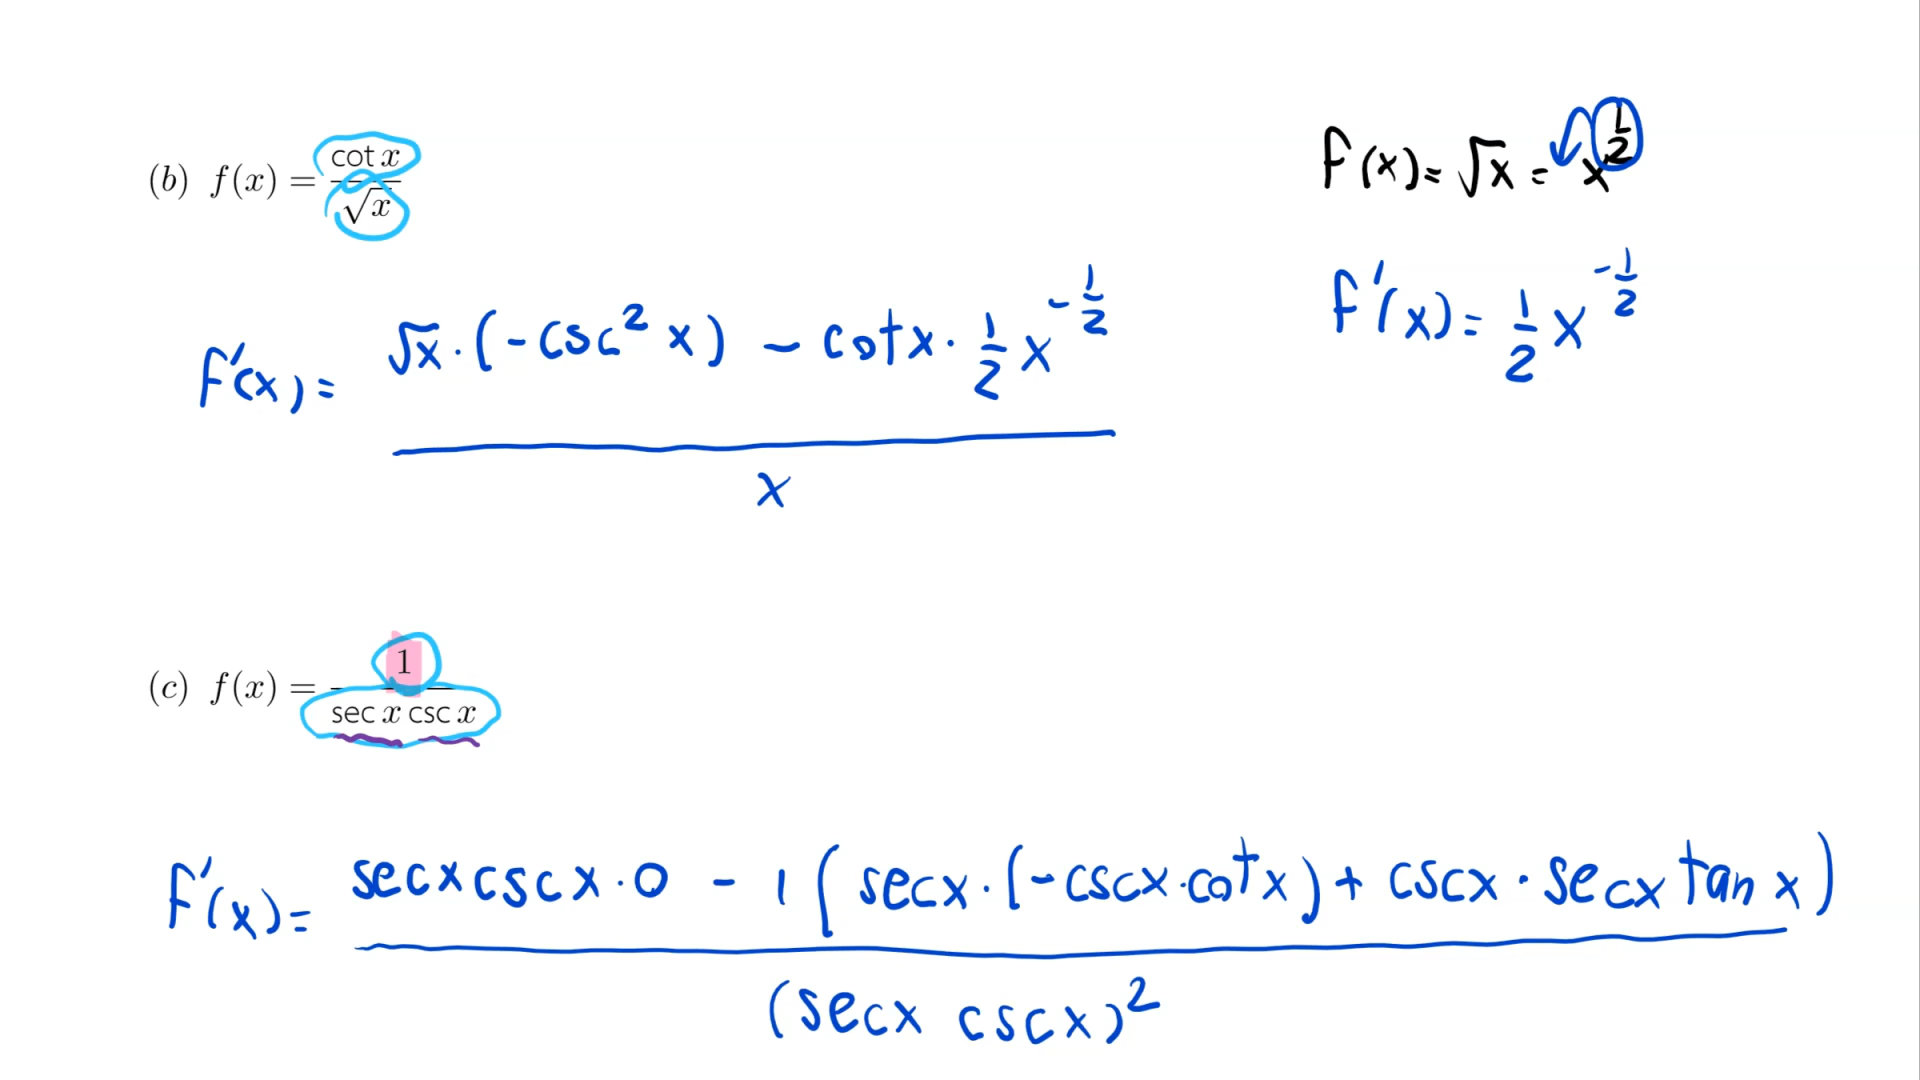 (b) f(x) = cot x / √x
f(x) = √x = x^(1/2)
f'(x) = 1/2 x^(-1/2)
f'(x) = (√x · (-csc² x) - cot x · 1/2 x^(-1/2)) / x
(c) f(x) = 1 / (sec x csc x)
f'(x) = (sec x csc x · 0 - 1 (sec x · (-csc x · cot x) + csc x · sec x tan x)) / (sec x csc x)²